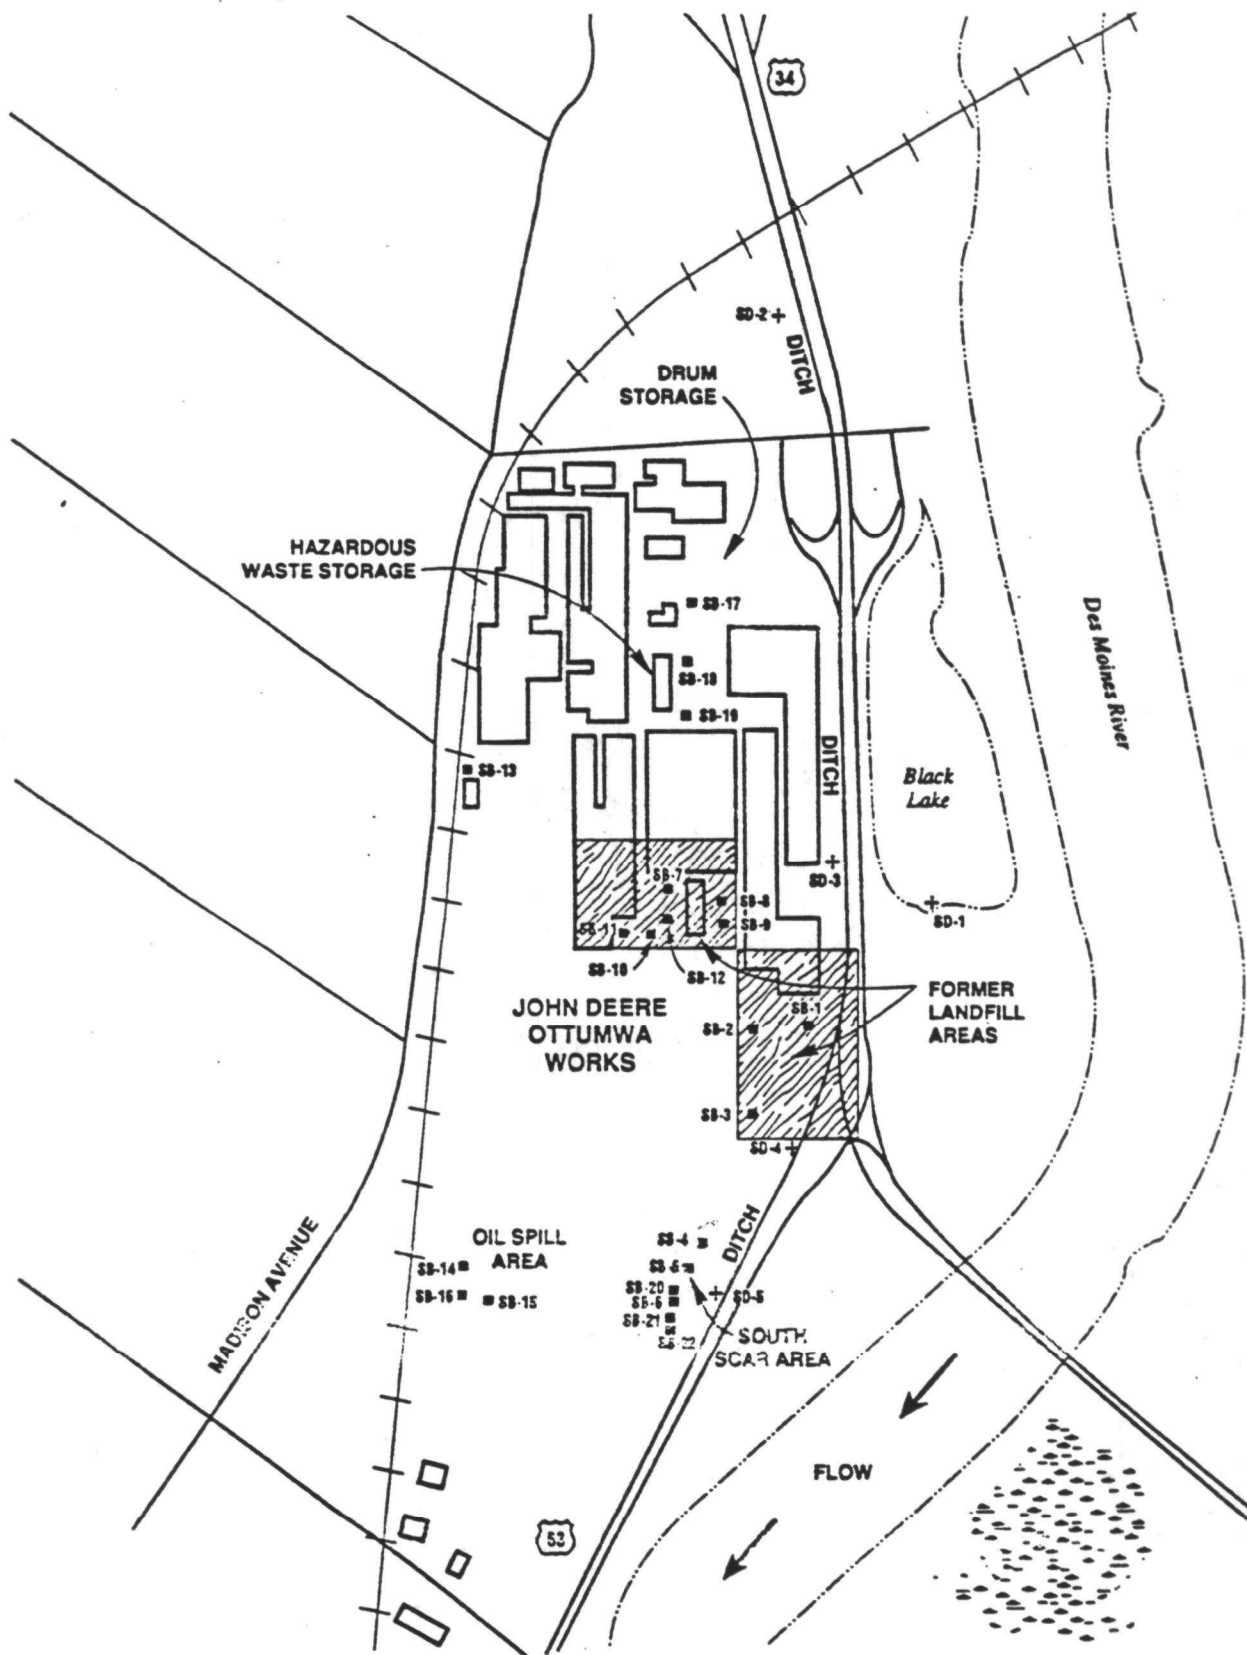 34
SD-2
DITCH
DRUM
STORAGE
HAZARDOUS
WASTE STORAGE
SB-17
SB-18
SB-19
Des Moines River
SB-13
DITCH
Black
Lake
SD-3
SB-7
SB-8
SB-9
SD-1
SB-11
SB-10
SB-12
FORMER
LANDFILL
AREAS
JOHN DEERE
OTTUMWA
WORKS
SB-1
SB-2
SB-3
SD-4
MADISON AVENUE
OIL SPILL
AREA
SB-14
SB-16
SB-15
DITCH
SB-4
SB-5
SB-20
SB-6
SD-5
SB-21
SB-22
SOUTH
SCAR AREA
FLOW
53